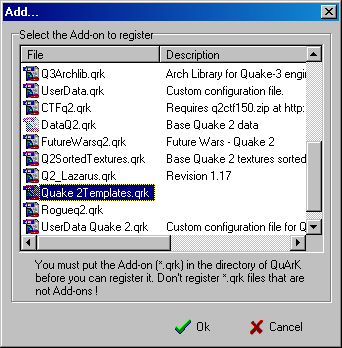 Add...
Select the Add-on to register
File Description
Q3Archlib.qrk Arch Library for Quake-3 engin
UserData.qrk Custom configuration file.
CTFq2.qrk Requires q2ctf150.zip at http:
DataQ2.qrk Base Quake 2 data
FutureWarsq2.qrk Future Wars - Quake 2
Q2SortedTextures.qrk Base Quake 2 textures sorted
Q2_Lazarus.qrk Revision 1.17
Quake 2Templates.qrk
Rogueq2.qrk
UserData Quake 2.qrk Custom configuration file for Q
You must put the Add-on (*.qrk) in the directory of QuArK
before you can register it. Don't register *.qrk files that are
not Add-ons !
Ok Cancel